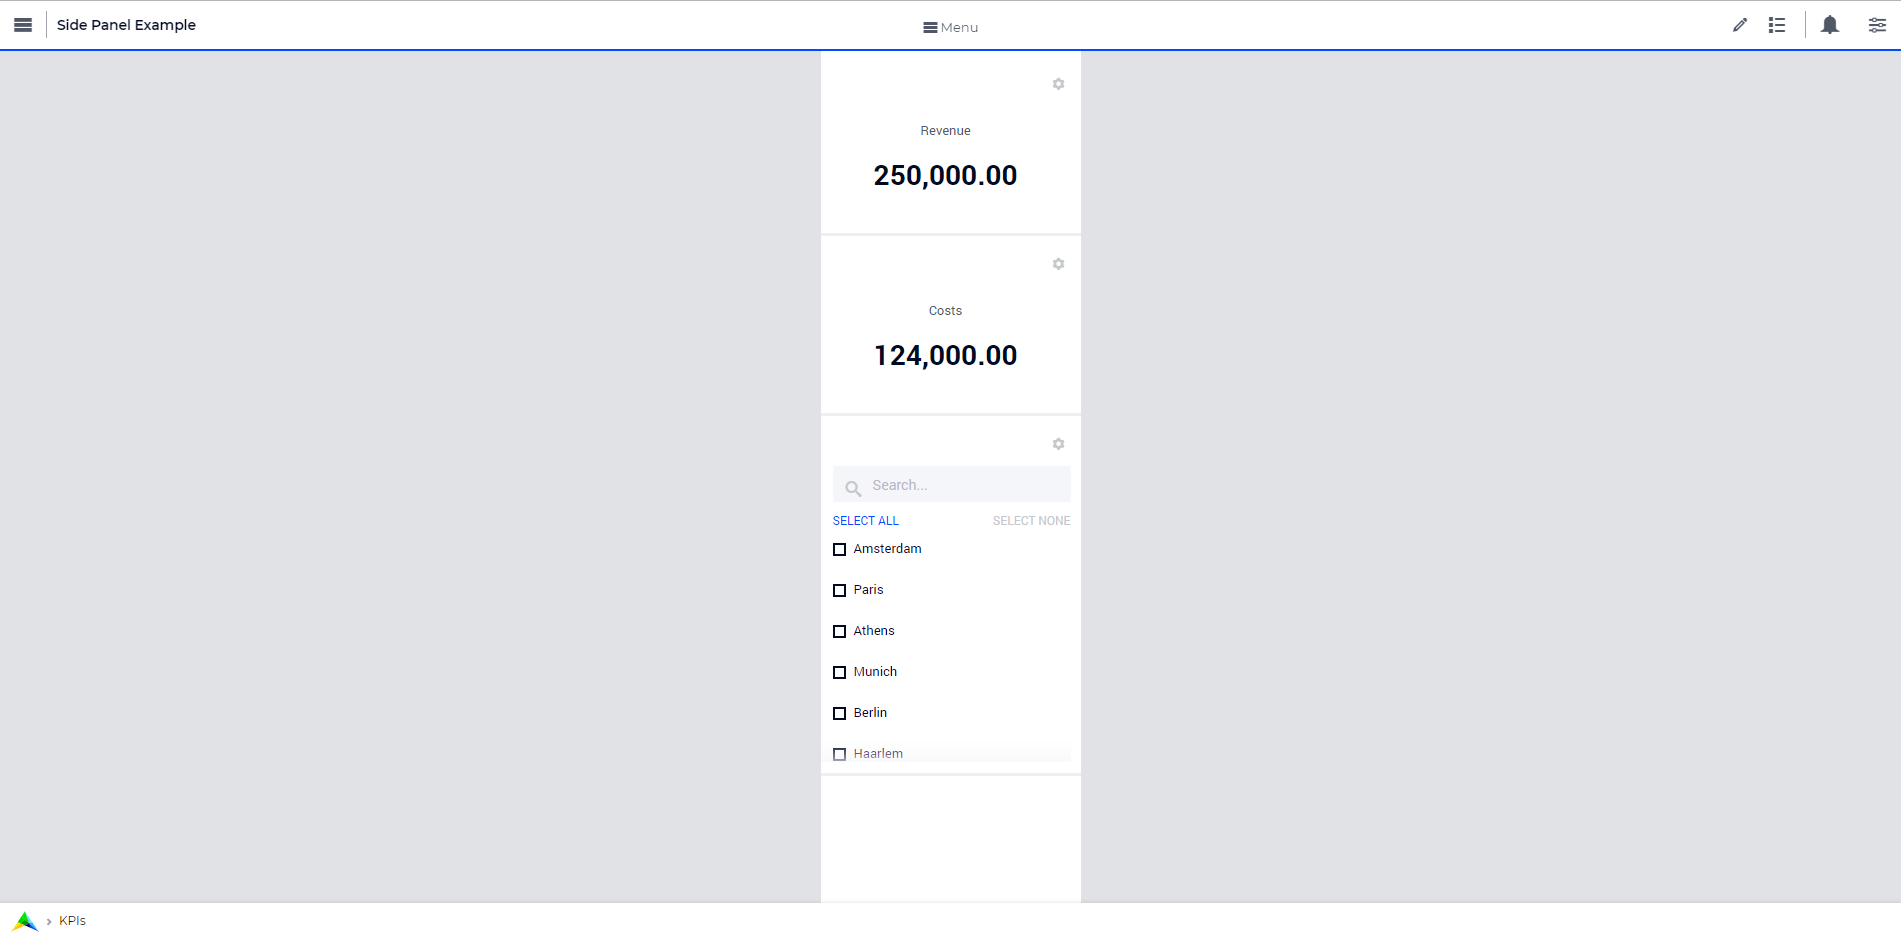 Side Panel Example
Menu
Revenue
250,000.00
Costs
124,000.00
Search...
SELECT ALL SELECT NONE
Amsterdam
Paris
Athens
Munich
Berlin
Haarlem
KPIs